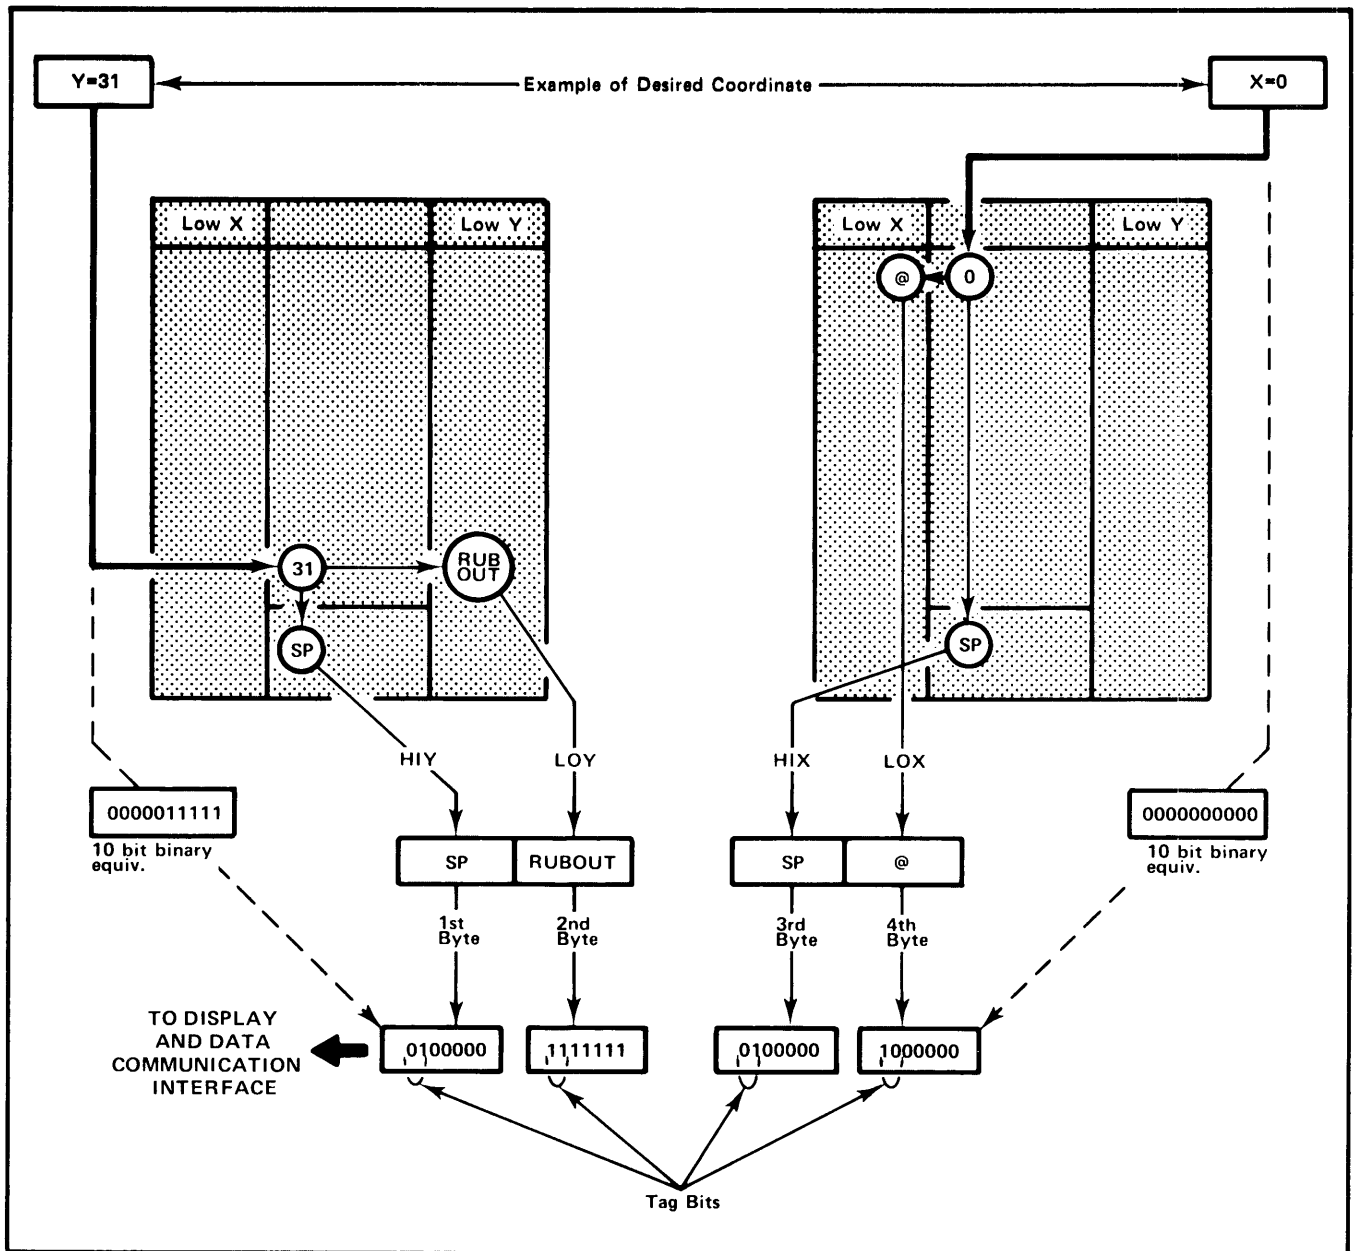 Y=31
Example of Desired Coordinate
X=0
Low X
Low Y
Low X
Low Y
@
0
31
RUB
OUT
SP
SP
HIY
LOY
HIX
LOX
0000011111
10 bit binary
equiv.
0000000000
10 bit binary
equiv.
SP
RUBOUT
SP
@
1st
Byte
2nd
Byte
3rd
Byte
4th
Byte
TO DISPLAY
AND DATA
COMMUNICATION
INTERFACE
0100000
1111111
0100000
1000000
Tag Bits